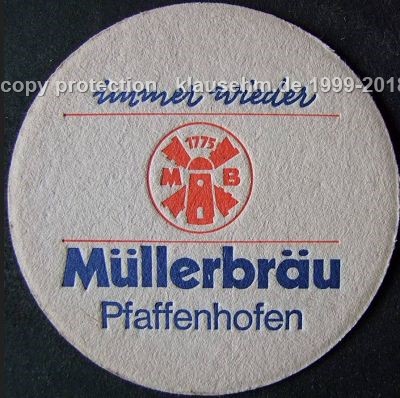 copy protection klausehm.de 1999-2018
immer wieder
1775
M B
Müllerbräu
Pfaffenhofen